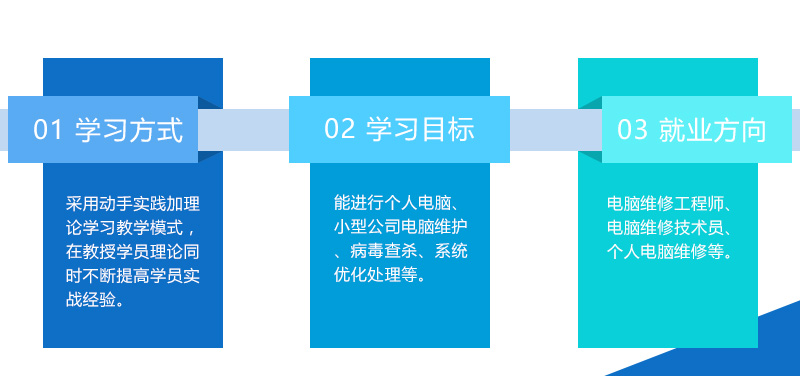 01 学习方式
采用动手实践加理
论学习教学模式，
在教授学员理论同
时不断提高学员实
战经验。
02 学习目标
能进行个人电脑、
小型公司电脑维护
、病毒查杀、系统
优化处理等。
03 就业方向
电脑维修工程师、
电脑维修技术员、
个人电脑维修等。